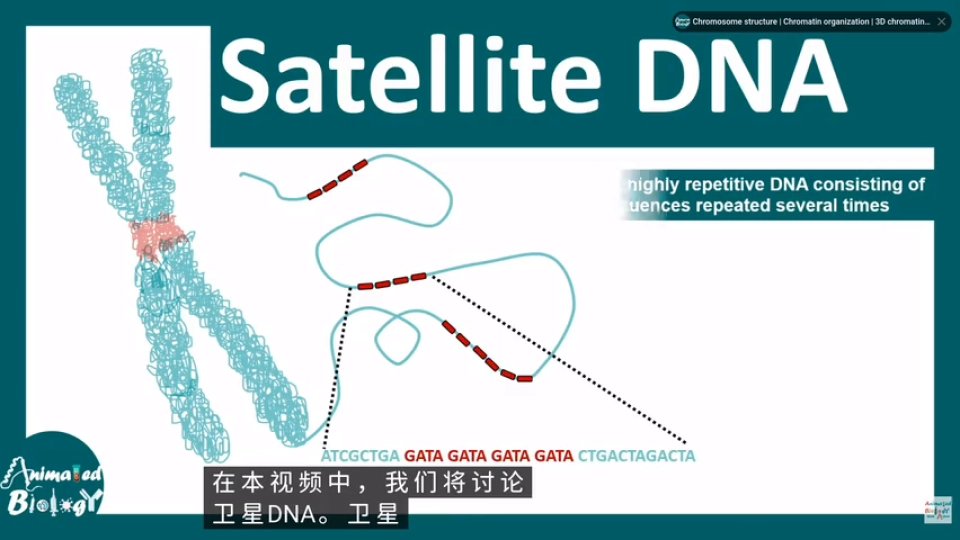 Chromosome structure | Chromatin organization | 3D chromatin...
Satellite DNA
highly repetitive DNA consisting of
uences repeated several times
ATCGCTGA GATA GATA GATA GATA CTGACTAGACTA
在本视频中，我们将讨论
卫星DNA。卫星
Animated
Biology